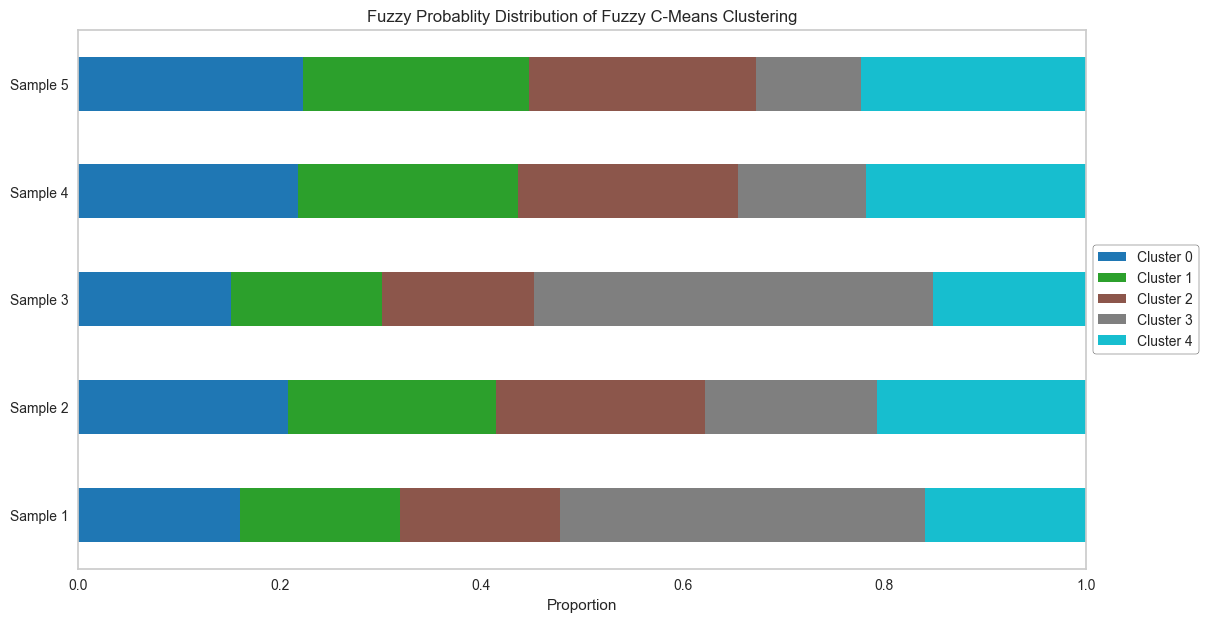 Fuzzy Probablity Distribution of Fuzzy C-Means Clustering
Sample 5
Sample 4
Sample 3
Sample 2
Sample 1
0.0 0.2 0.4 0.6 0.8 1.0
Proportion
Cluster 0
Cluster 1
Cluster 2
Cluster 3
Cluster 4